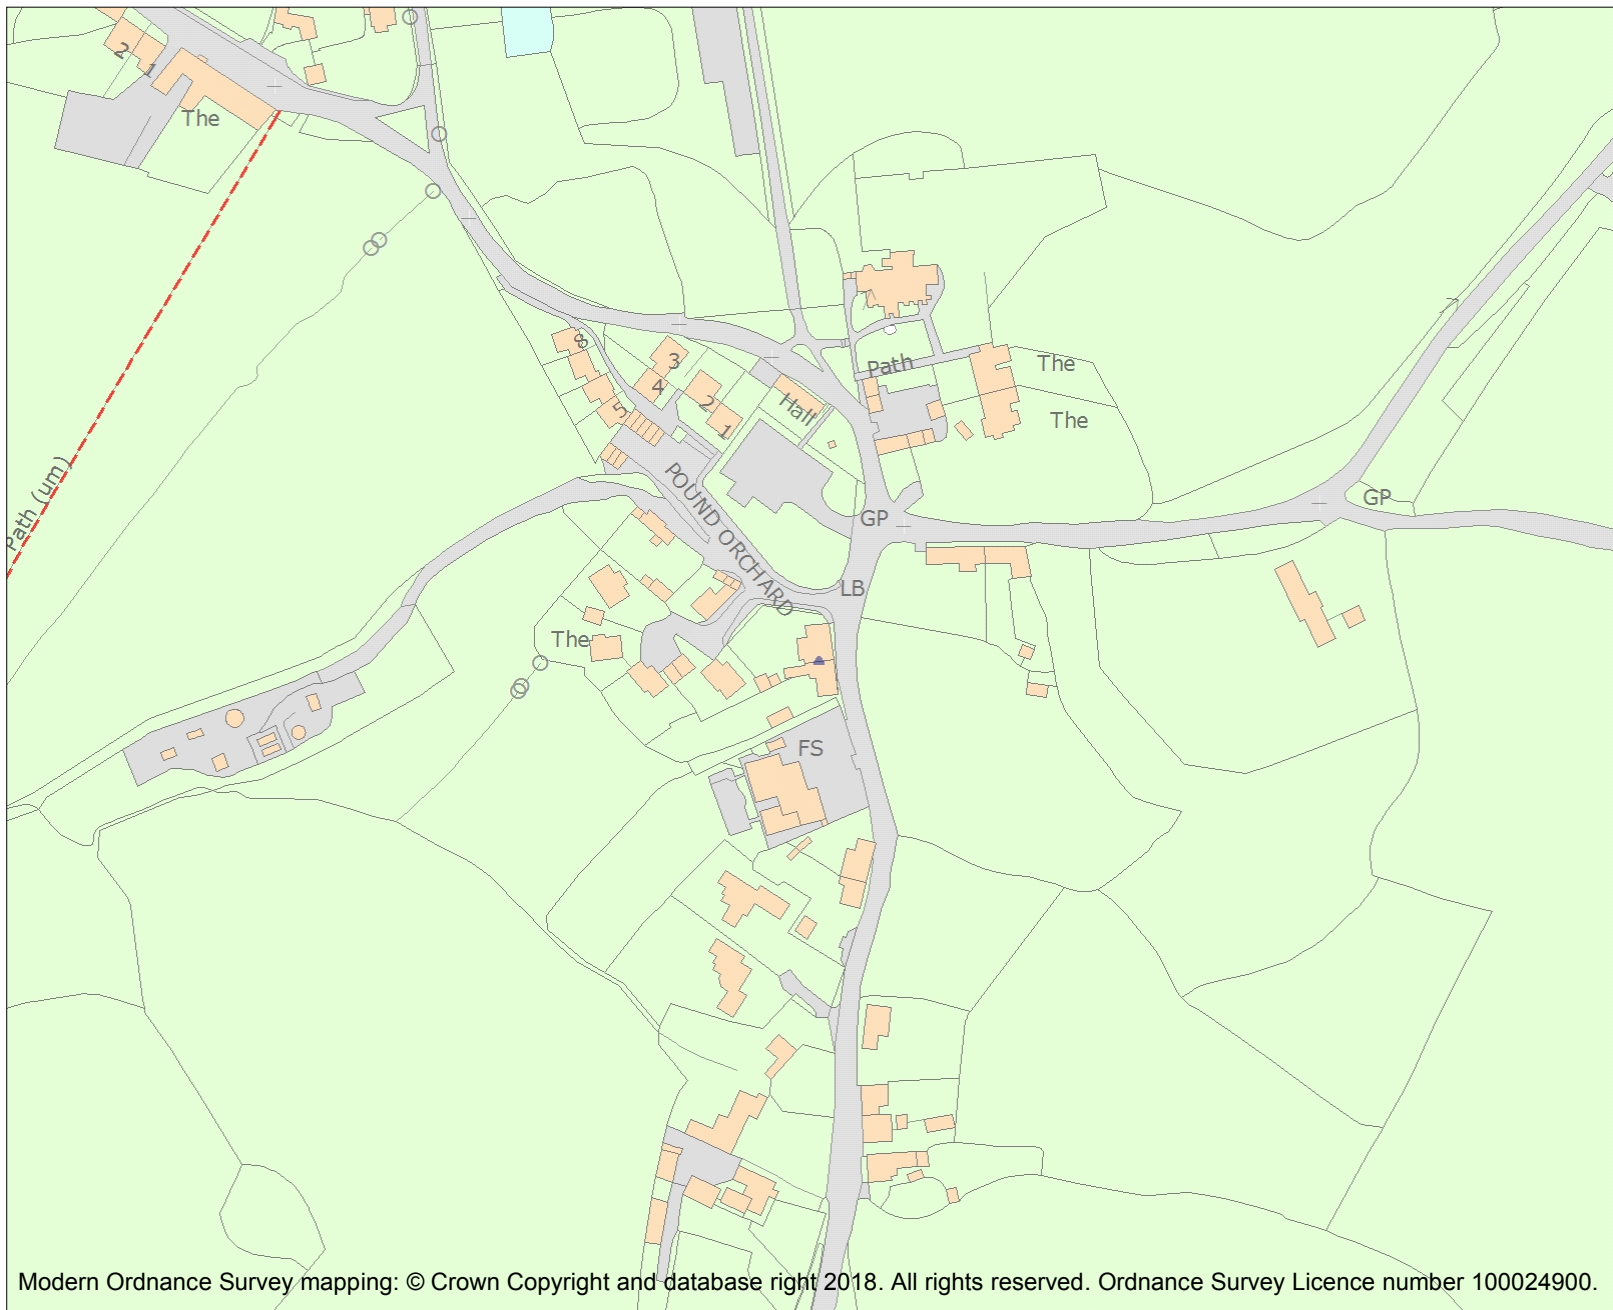 2
1
The
8
3
4
2
1
5
Hall
Path
The
The
Path (um)
POUND ORCHARD
GP
GP
LB
The
FS
Modern Ordnance Survey mapping: © Crown Copyright and database right 2018. All rights reserved. Ordnance Survey Licence number 100024900.